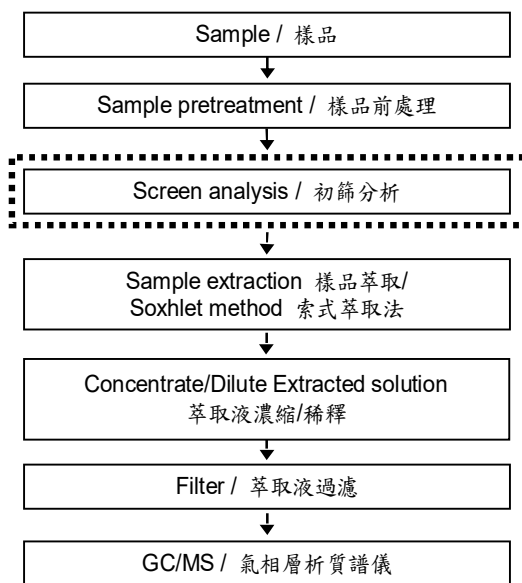 Sample / 樣品
Sample pretreatment / 樣品前處理
Screen analysis / 初篩分析
Sample extraction 樣品萃取/
Soxhlet method 索式萃取法
Concentrate/Dilute Extracted solution
萃取液濃縮/稀釋
Filter / 萃取液過濾
GC/MS / 氣相層析質譜儀